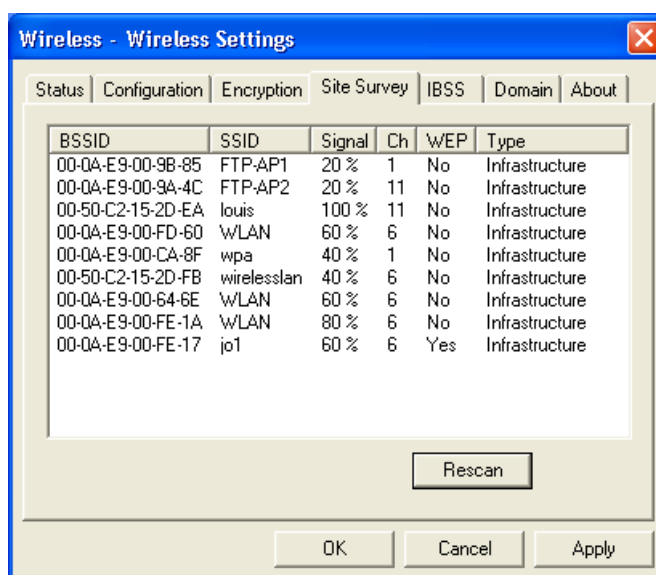 Wireless - Wireless Settings
Status Configuration Encryption Site Survey IBSS Domain About
BSSID SSID Signal Ch WEP Type
00-0A-E9-00-9B-85 FTP-AP1 20 % 1 No Infrastructure
00-0A-E9-00-9A-4C FTP-AP2 20 % 11 No Infrastructure
00-50-C2-15-2D-EA louis 100 % 11 No Infrastructure
00-0A-E9-00-FD-60 WLAN 60 % 6 No Infrastructure
00-0A-E9-00-CA-8F wpa 40 % 1 No Infrastructure
00-50-C2-15-2D-FB wirelesslan 40 % 6 No Infrastructure
00-0A-E9-00-64-6E WLAN 60 % 6 No Infrastructure
00-0A-E9-00-FE-1A WLAN 80 % 6 No Infrastructure
00-0A-E9-00-FE-17 jo1 60 % 6 Yes Infrastructure
Rescan
OK Cancel Apply